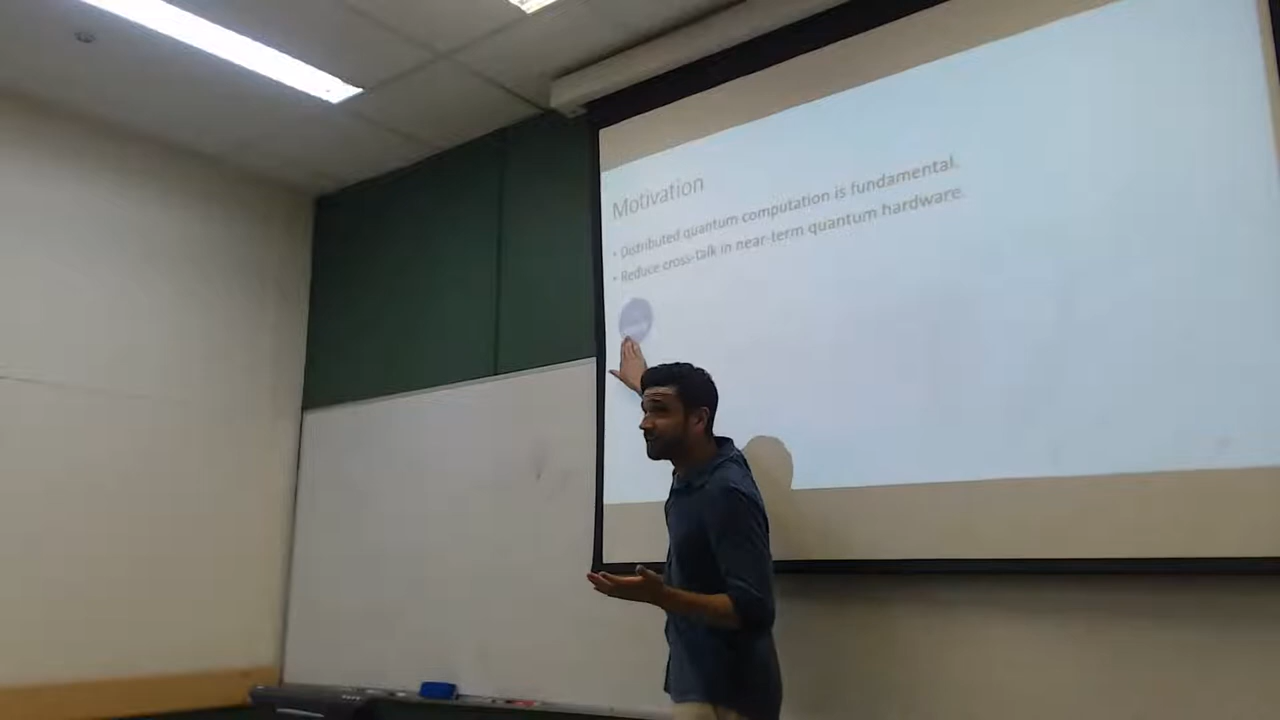 Motivation
• Distributed quantum computation is fundamental.
• Reduce cross-talk in near-term quantum hardware.